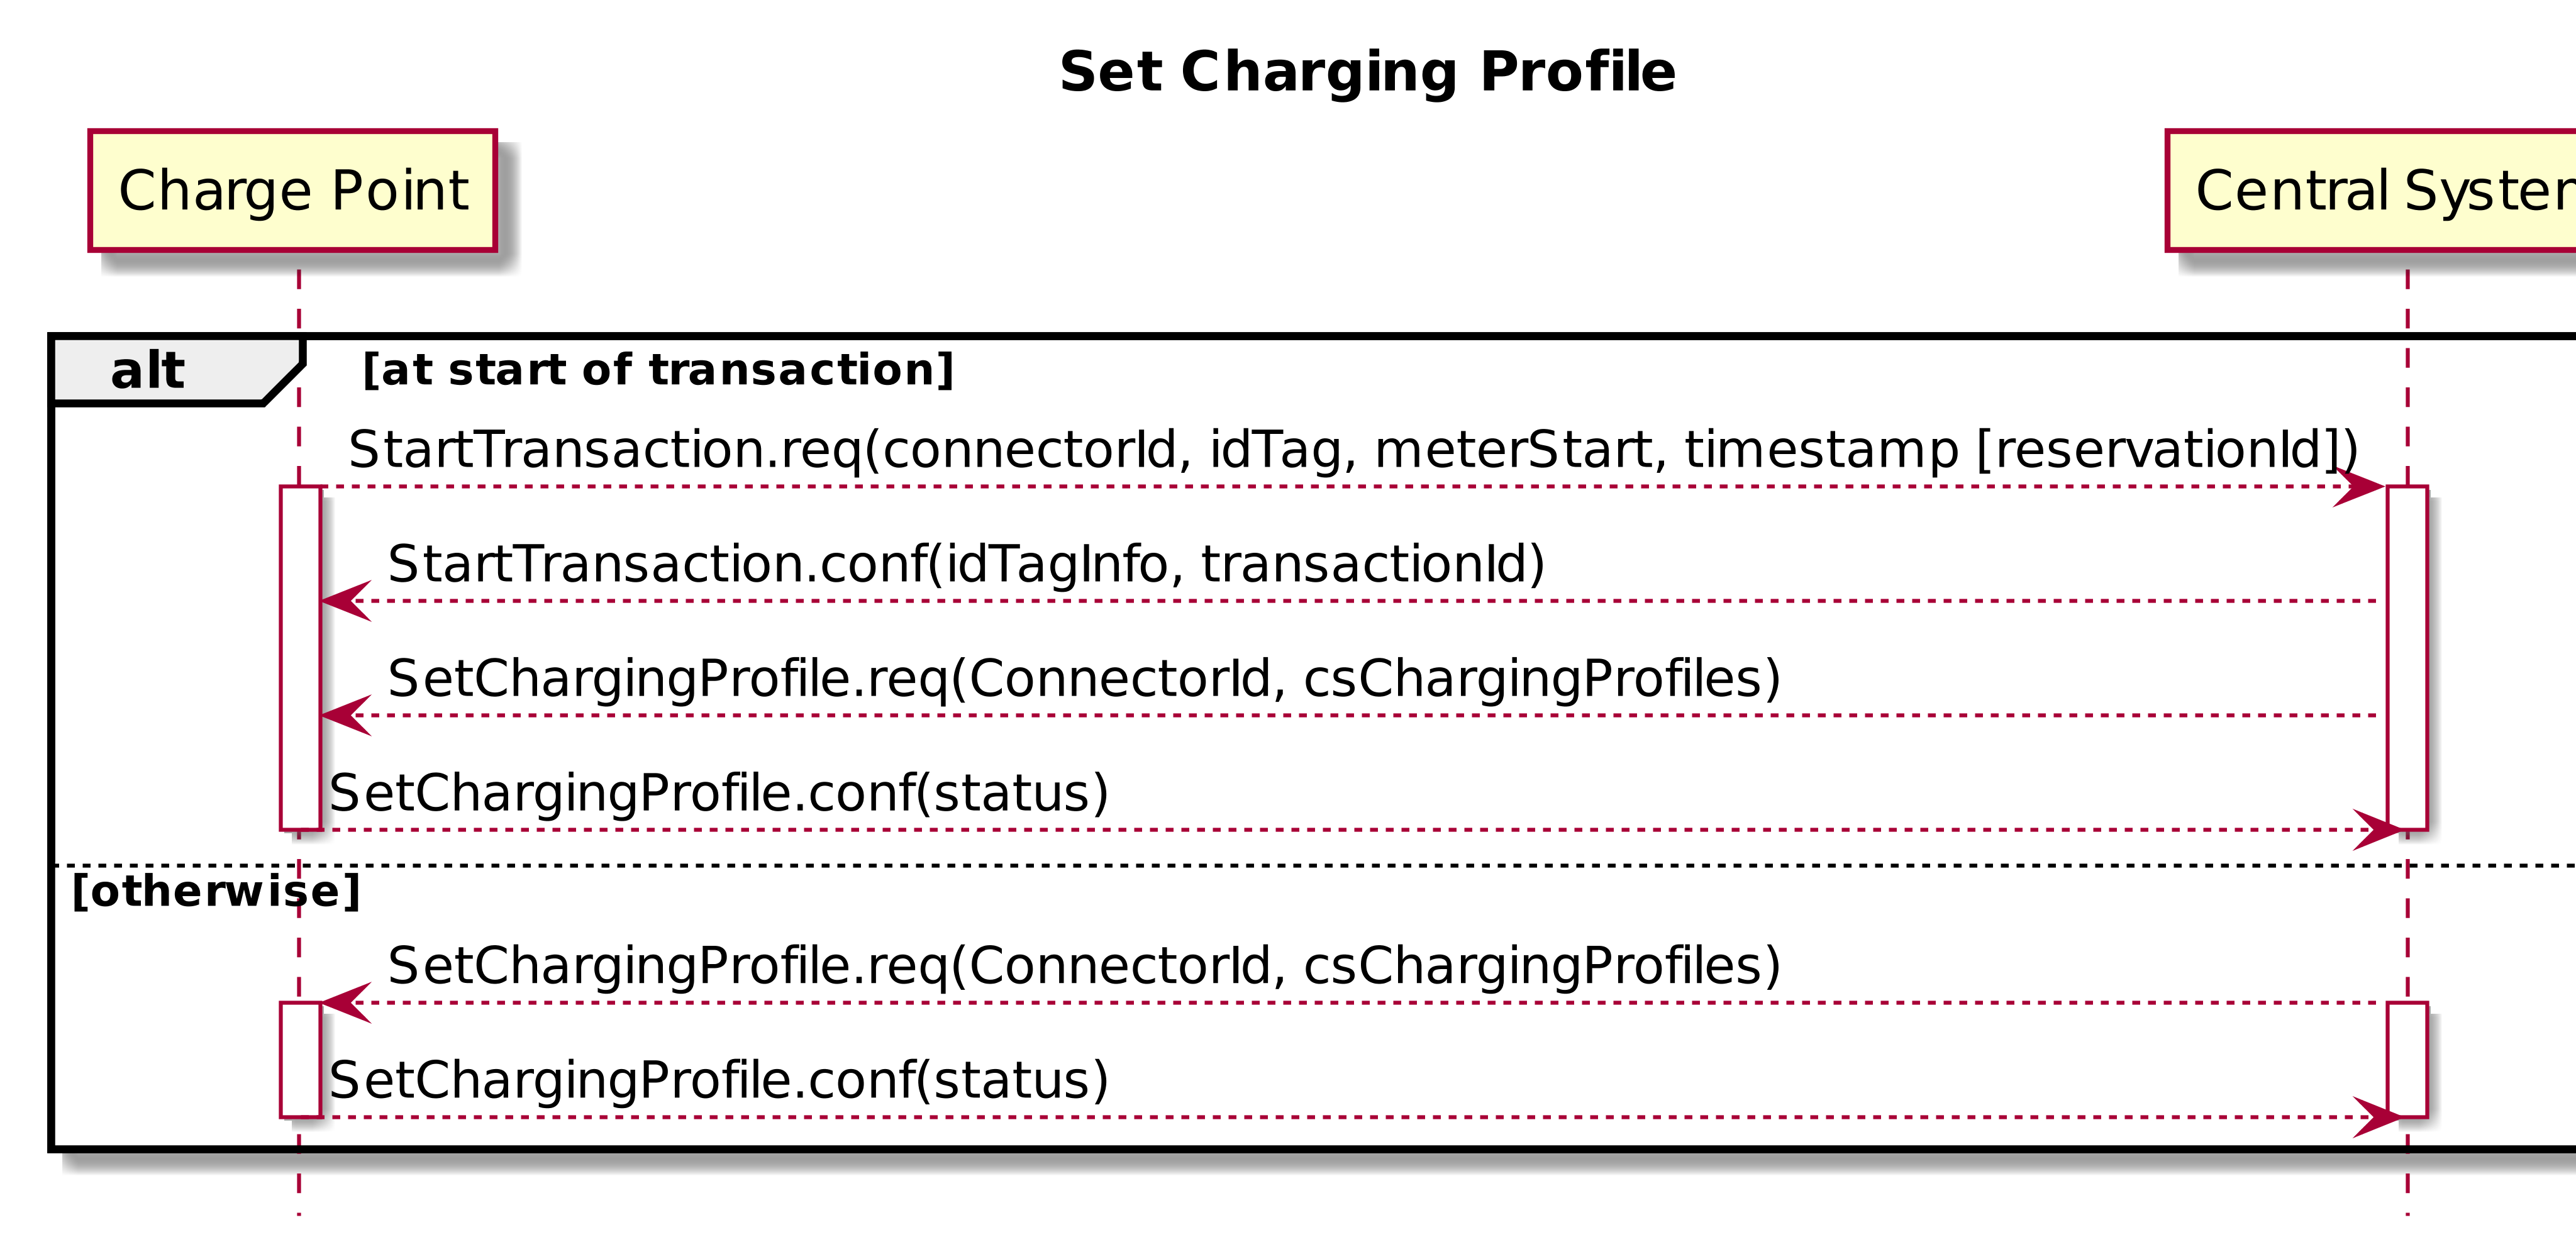 Set Charging Profile
Charge Point
Central System
alt [at start of transaction]
StartTransaction.req(connectorId, idTag, meterStart, timestamp [reservationId])
StartTransaction.conf(idTagInfo, transactionId)
SetChargingProfile.req(ConnectorId, csChargingProfiles)
SetChargingProfile.conf(status)
[otherwise]
SetChargingProfile.req(ConnectorId, csChargingProfiles)
SetChargingProfile.conf(status)